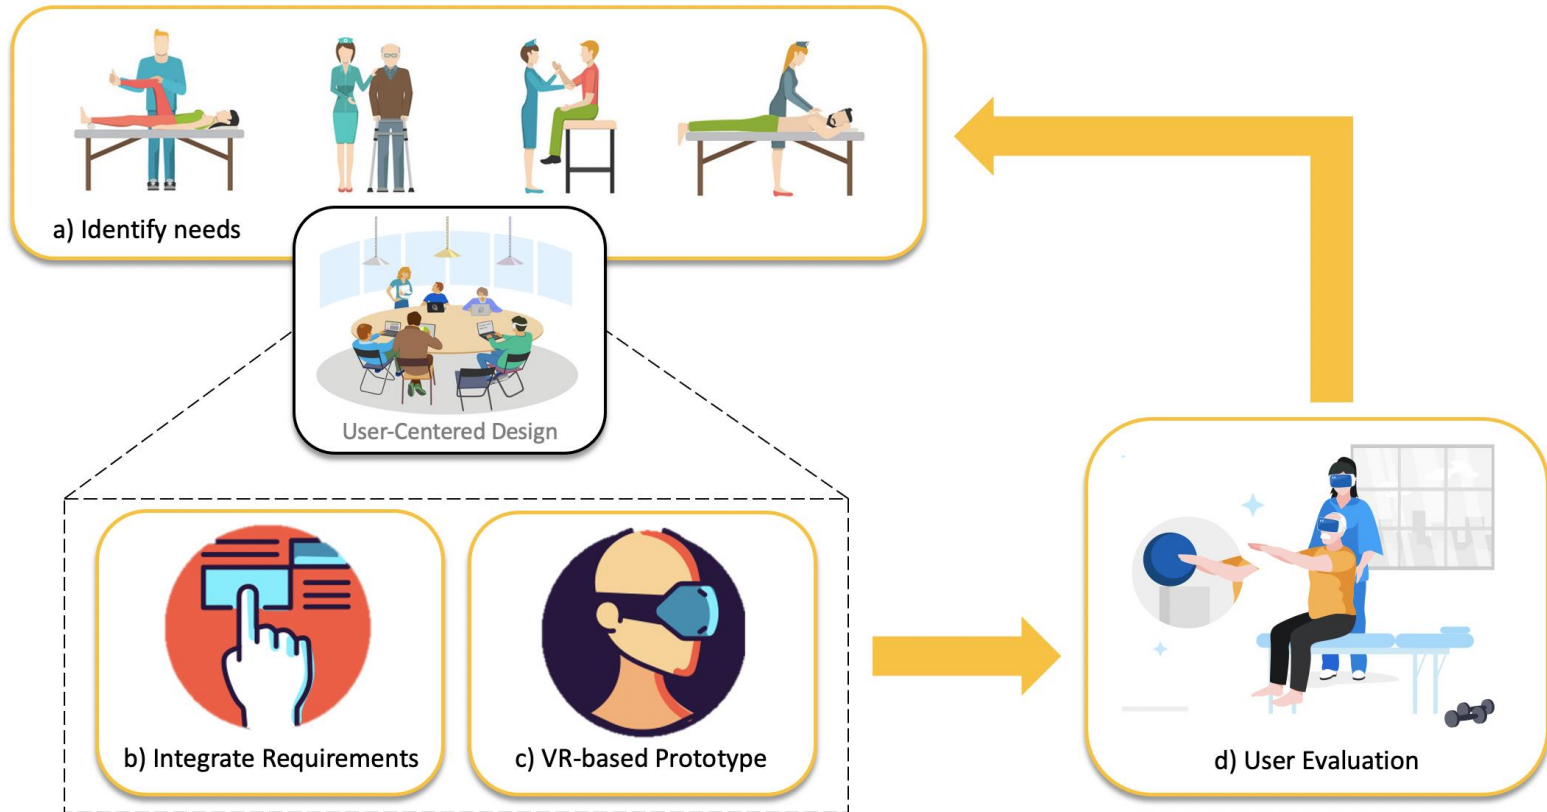 a) Identify needs
User-Centered Design
b) Integrate Requirements
c) VR-based Prototype
d) User Evaluation